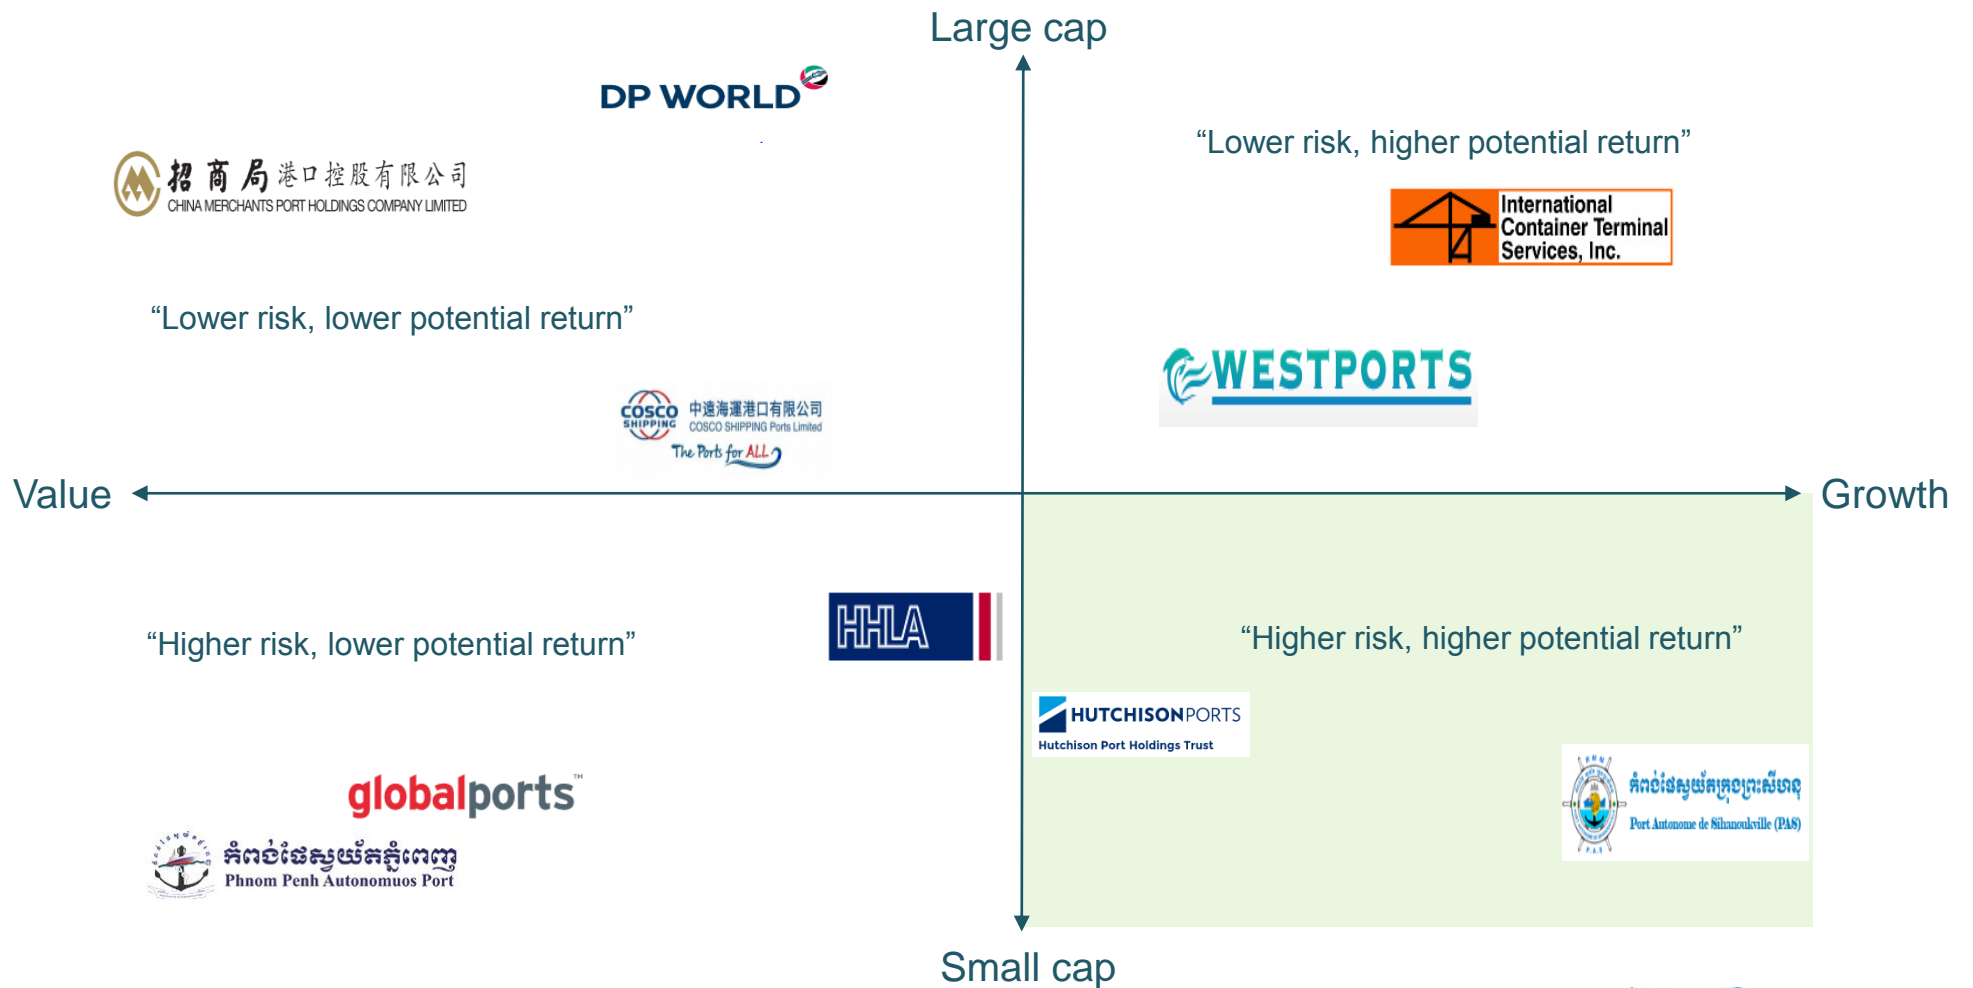 Large cap
DP WORLD
“Lower risk, higher potential return”
招商局港口控股有限公司
CHINA MERCHANTS PORT HOLDINGS COMPANY LIMITED
International
Container Terminal
Services, Inc.
“Lower risk, lower potential return”
WESTPORTS
COSCO
SHIPPING
中遠海運港口有限公司
COSCO SHIPPING Ports Limited
The Ports for ALL
Value
Growth
HHLA
“Higher risk, lower potential return”
“Higher risk, higher potential return”
HUTCHISONPORTS
Hutchison Port Holdings Trust
globalports™
កំពង់ផែស្វយ័តក្រុងព្រះសីហនុ
Port Autonome de Sihanoukville (PAS)
កំពង់ផែស្វយ័តភ្នំពេញ
Phnom Penh Autonomuos Port
Small cap